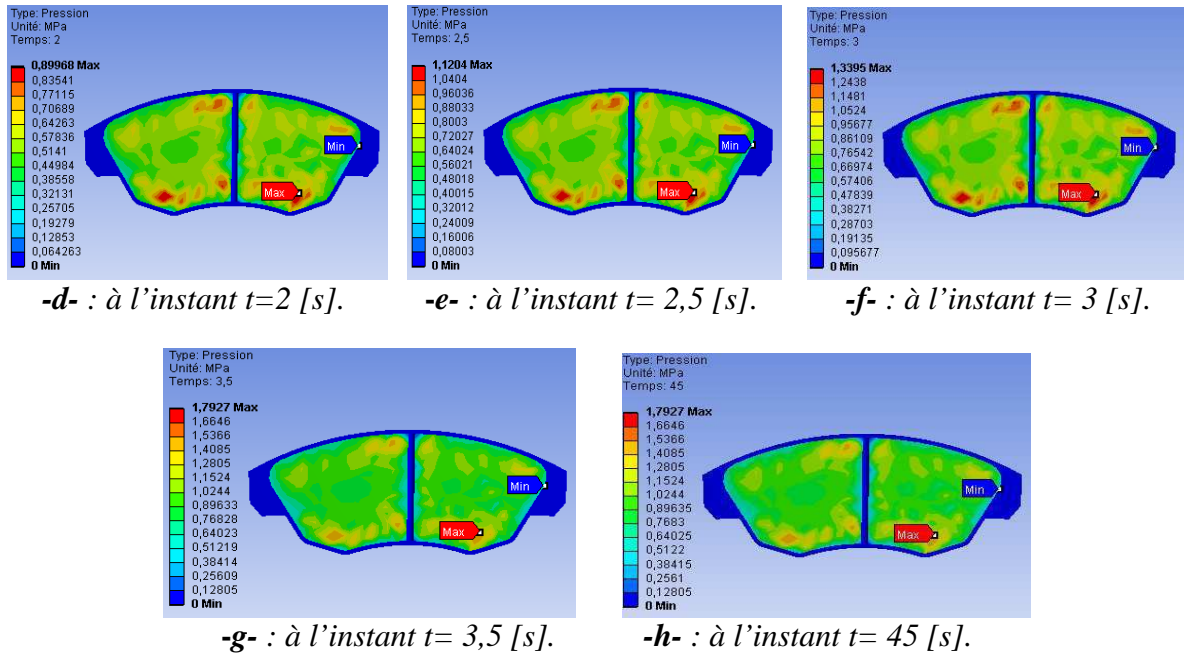 Type: Pression
Unité: MPa
Temps: 2
0,89968 Max
0,83541
0,77115
0,70689
0,64263
0,57836
0,5141
0,44984
0,38558
0,32131
0,25705
0,19279
0,12853
0,064263
0 Min
Min
Max
-d- : à l'instant t=2 [s].
Type: Pression
Unité: MPa
Temps: 2,5
1,1204 Max
1,0404
0,96036
0,88033
0,8003
0,72027
0,64024
0,56021
0,48018
0,40015
0,32012
0,24009
0,16006
0,08003
0 Min
Min
Max
-e- : à l'instant t= 2,5 [s].
Type: Pression
Unité: MPa
Temps: 3
1,3395 Max
1,2438
1,1481
1,0524
0,95677
0,86109
0,76542
0,66974
0,57406
0,47839
0,38271
0,28703
0,19135
0,095677
0 Min
Min
Max
-f- : à l'instant t= 3 [s].
Type: Pression
Unité: MPa
Temps: 3,5
1,7927 Max
1,6646
1,5366
1,4085
1,2805
1,1524
1,0244
0,89633
0,76828
0,64023
0,51219
0,38414
0,25609
0,12805
0 Min
Min
Max
-g- : à l'instant t= 3,5 [s].
Type: Pression
Unité: MPa
Temps: 45
1,7927 Max
1,6646
1,5366
1,4085
1,2805
1,1524
1,0244
0,89635
0,7683
0,64025
0,5122
0,38415
0,2561
0,12805
0 Min
Min
Max
-h- : à l'instant t= 45 [s].